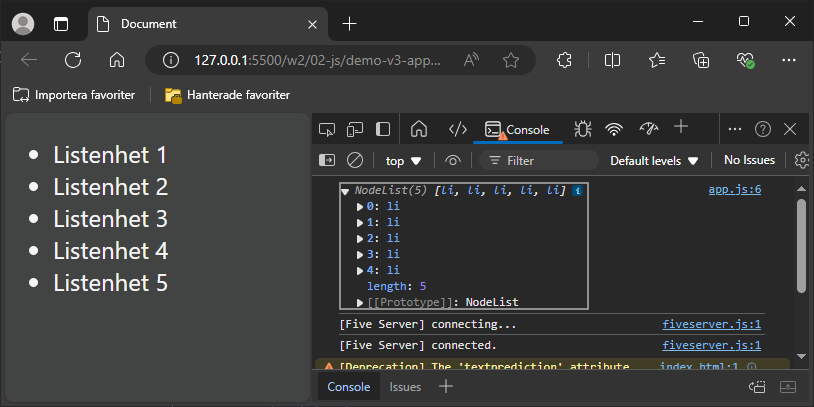 Document
127.0.0.1:5500/w2/02-js/demo-v3-app...
Importera favoriter
Hanterade favoriter
Listenhet 1
Listenhet 2
Listenhet 3
Listenhet 4
Listenhet 5
Console
top
Filter
Default levels
No Issues
NodeList(5) [li, li, li, li, li] i app.js:6
0: li
1: li
2: li
3: li
4: li
length: 5
[[Prototype]]: NodeList
[Five Server] connecting... fiveserver.js:1
[Five Server] connected. fiveserver.js:1
[Deprecation] The 'textprediction' attribute index.html:1
Console
Issues